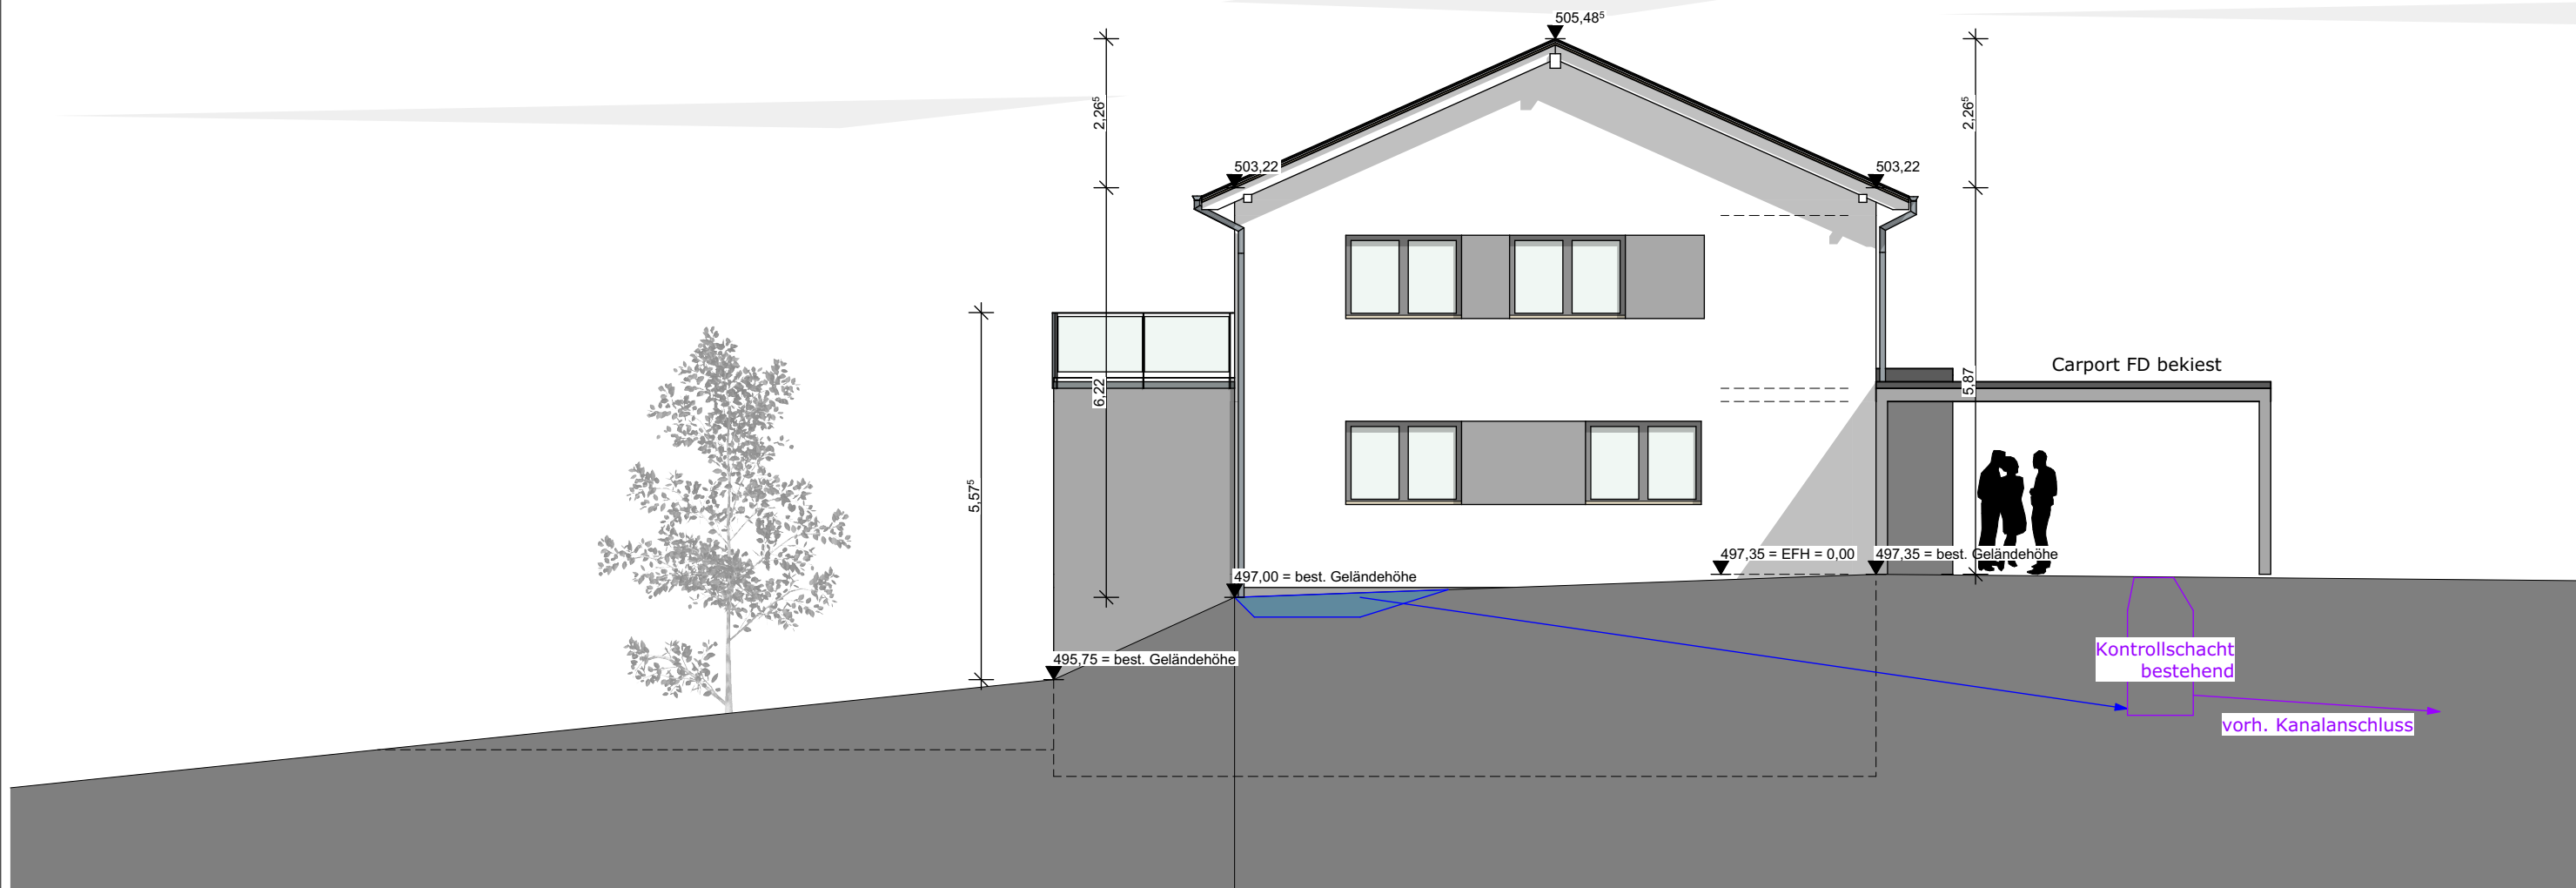 505,48⁵
2,26⁵
2,26⁵
503,22
503,22
Carport FD bekiest
6,22
5,87
5,57⁵
497,35 = EFH = 0,00
497,35 = best. Geländehöhe
497,00 = best. Geländehöhe
495,75 = best. Geländehöhe
Kontrollschacht
bestehend
vorh. Kanalanschluss